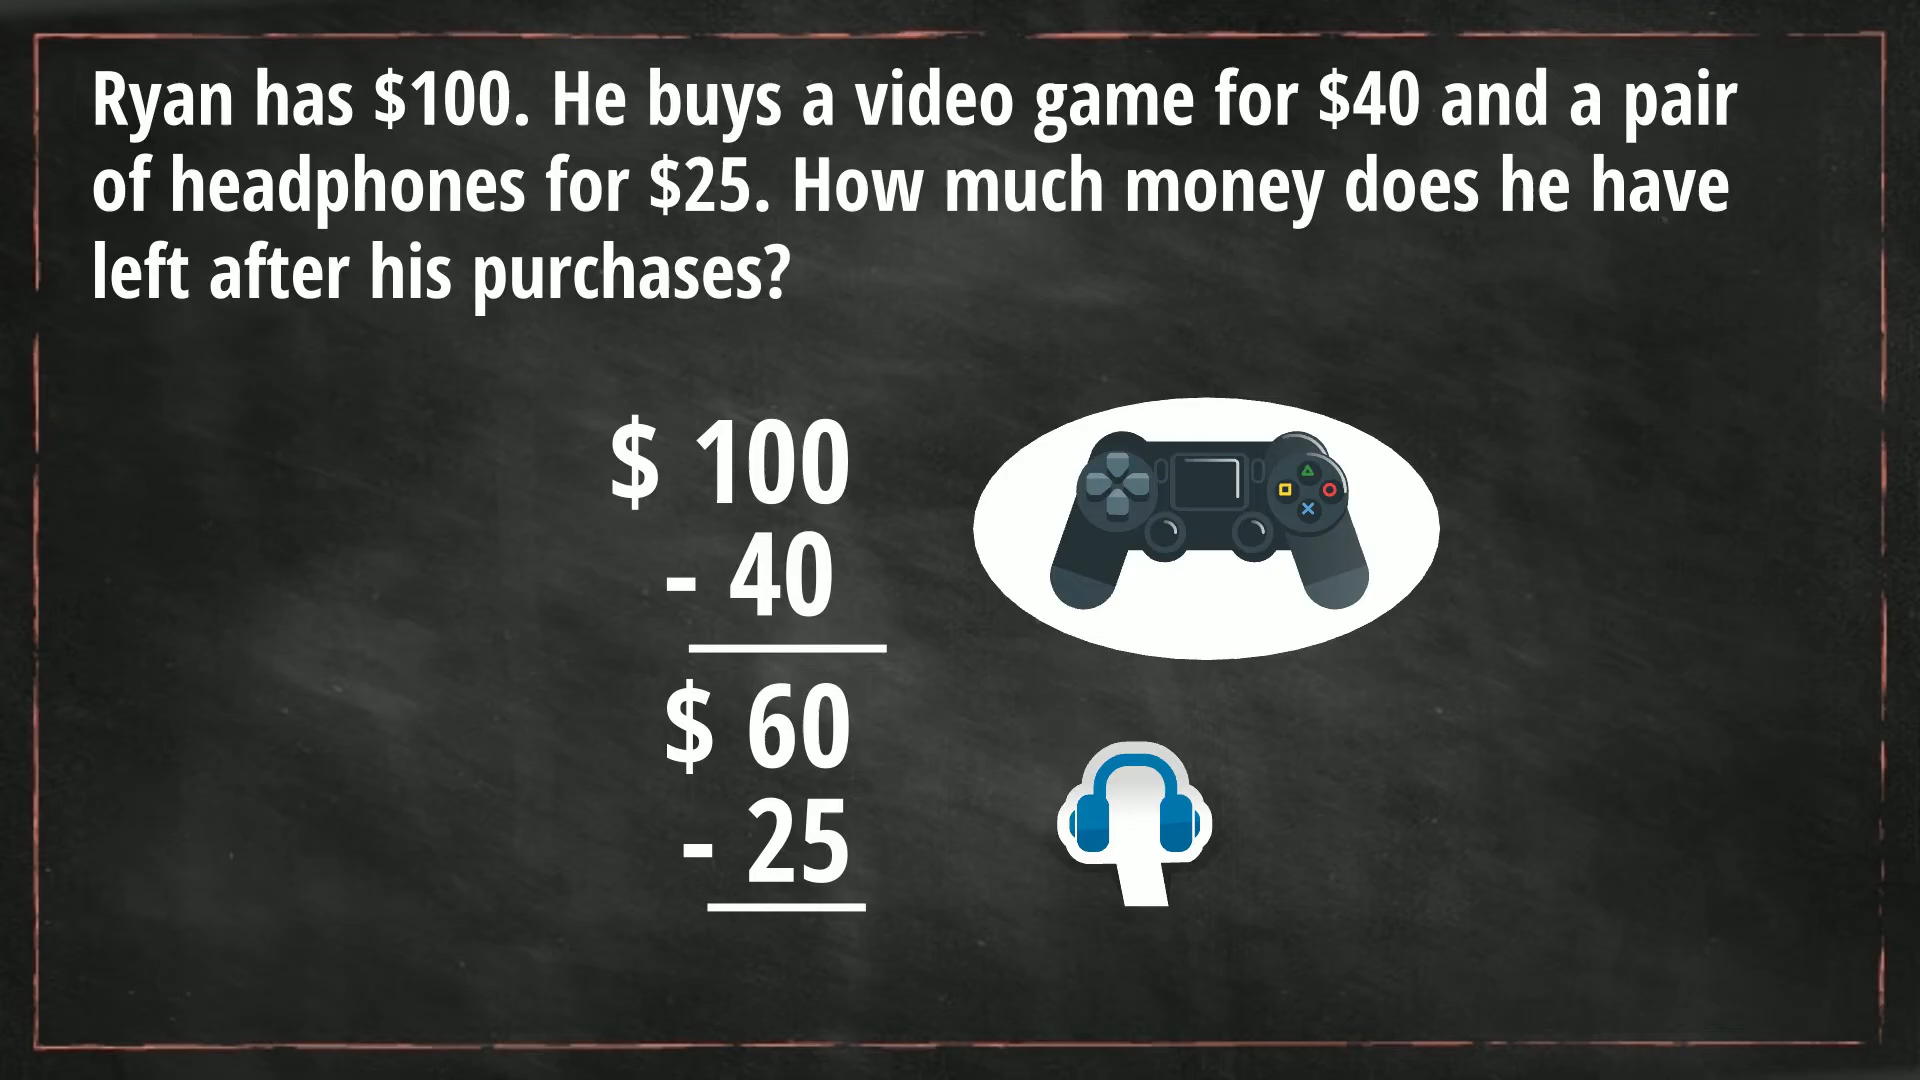 Ryan has $100. He buys a video game for $40 and a pair
of headphones for $25. How much money does he have
left after his purchases?
$ 100
- 40
$ 60
- 25